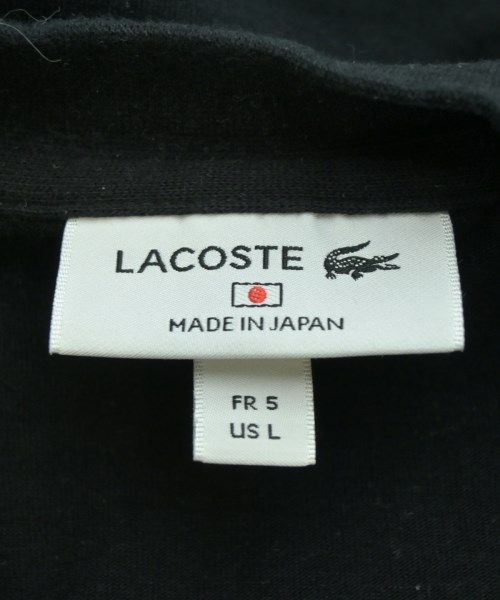 LACOSTE
MADE IN JAPAN
FR 5
US L